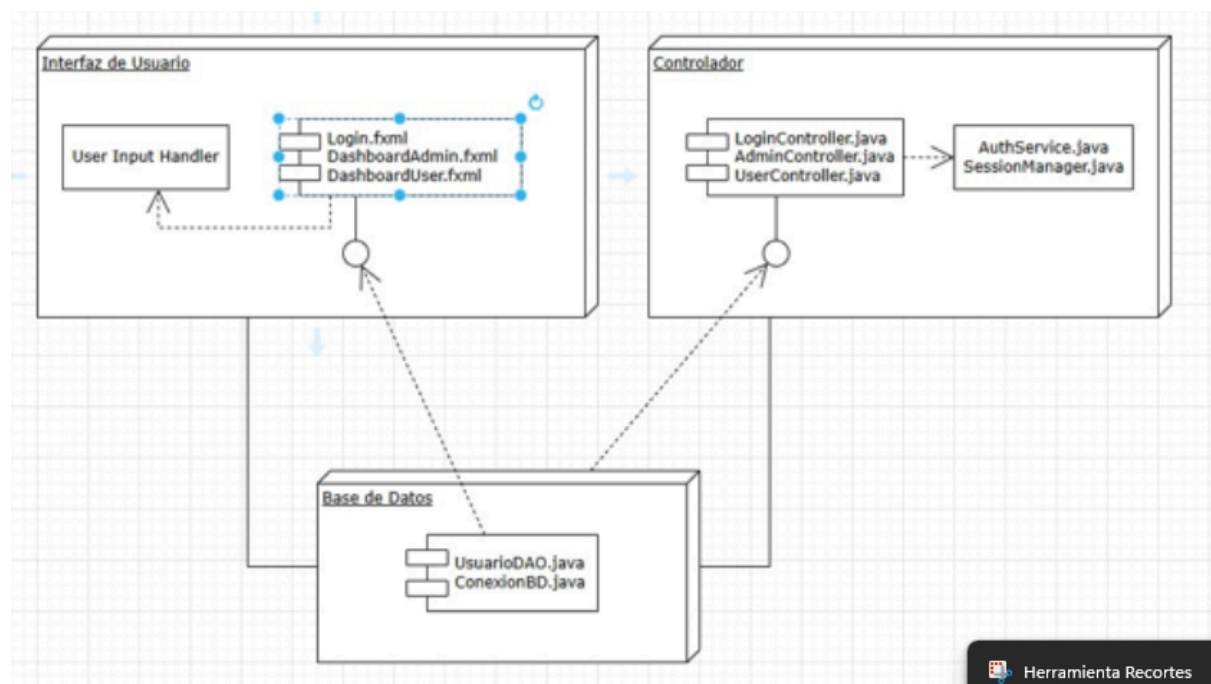 Interfaz de Usuario
User Input Handler
Login.fxml
DashboardAdmin.fxml
DashboardUser.fxml
Controlador
LoginController.java
AdminController.java
UserController.java
AuthService.java
SessionManager.java
Base de Datos
UsuarioDAO.java
ConexionBD.java
Herramienta Recortes